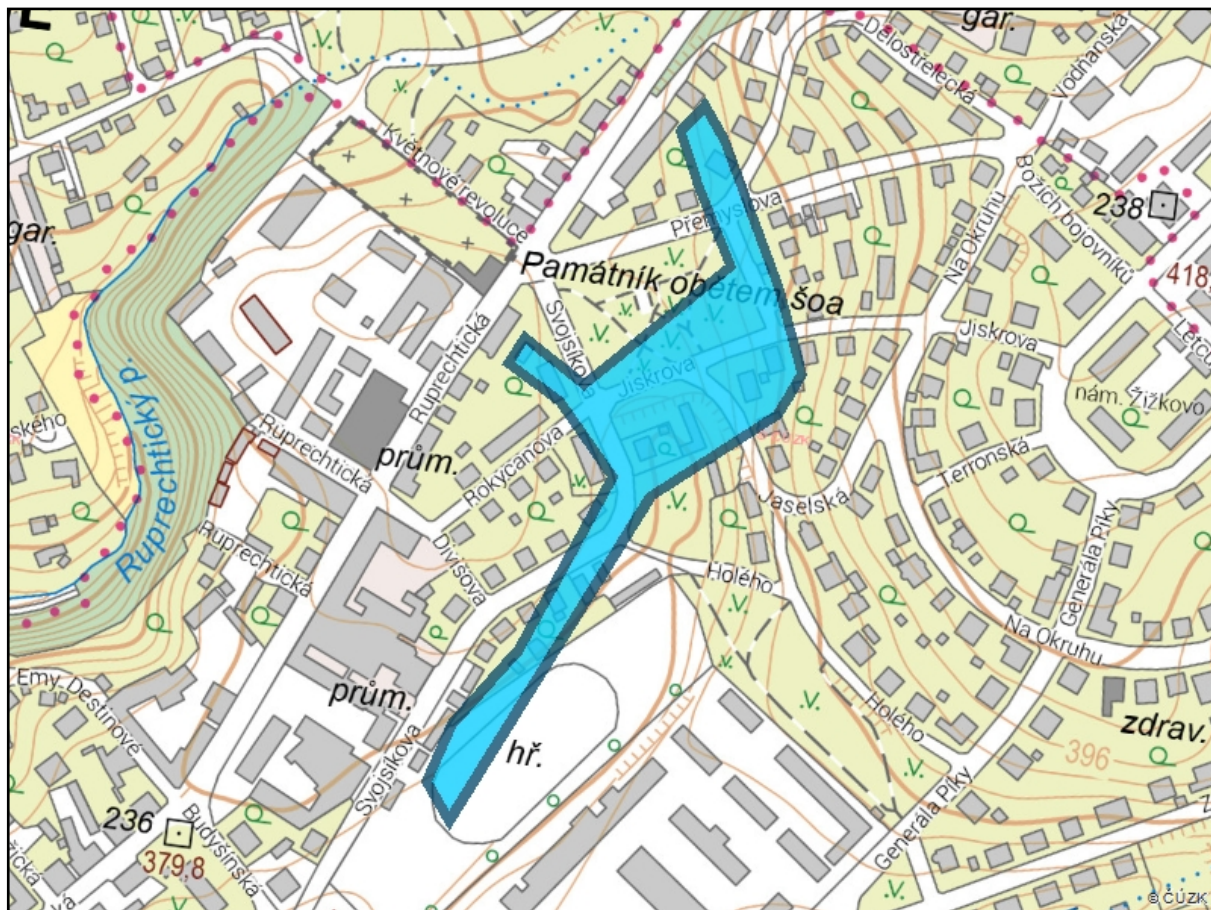 gar.
Dělostřelecká
Vodňanská
Květnové revoluce
Božích bojovníků
238
gar.
Přemyslova
Na Okruhu
Památník obětem šoa
418,
Svojsíkova
Jiskrova
Letců
Jiskrova
Ruprechtická
nám. Žižkovo
ského
Ruprechtická
prům.
Rokycanova
Terronská
Jaselská
Ruprechtický p.
Ruprechtická
Divišova
Holého
Generála Píky
Na Okruhu
Emy Destinové
prům.
Holého
zdrav.
hř.
396
Svojsíkova
236
Budyšínská
379,8
Generála Píky
© ČÚZK